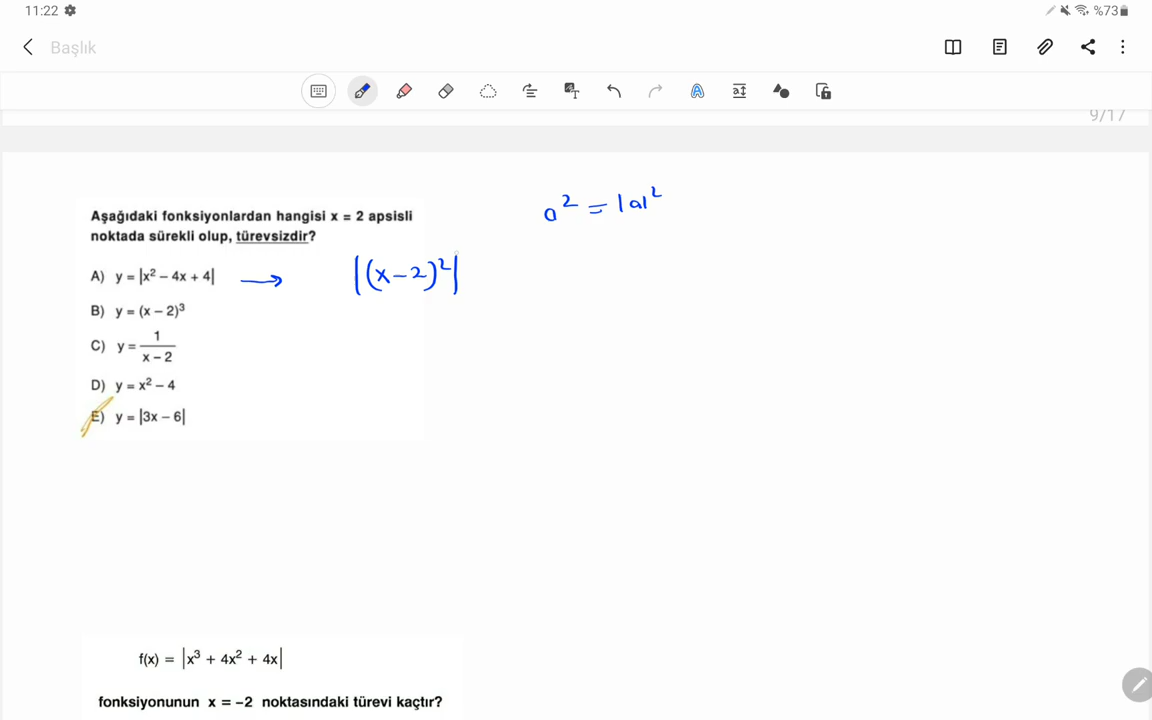 11:22
%73
Başlık
9/17
Aşağıdaki fonksiyonlardan hangisi x = 2 apsisli
noktada sürekli olup, türevsizdir?
a² = |a|²
A) y = |x² – 4x + 4| → |(x–2)²|
B) y = (x – 2)³
C) y = 1/(x – 2)
D) y = x² – 4
E) y = |3x – 6|
f(x) = |x³ + 4x² + 4x|
fonksiyonunun x = –2 noktasındaki türevi kaçtır?